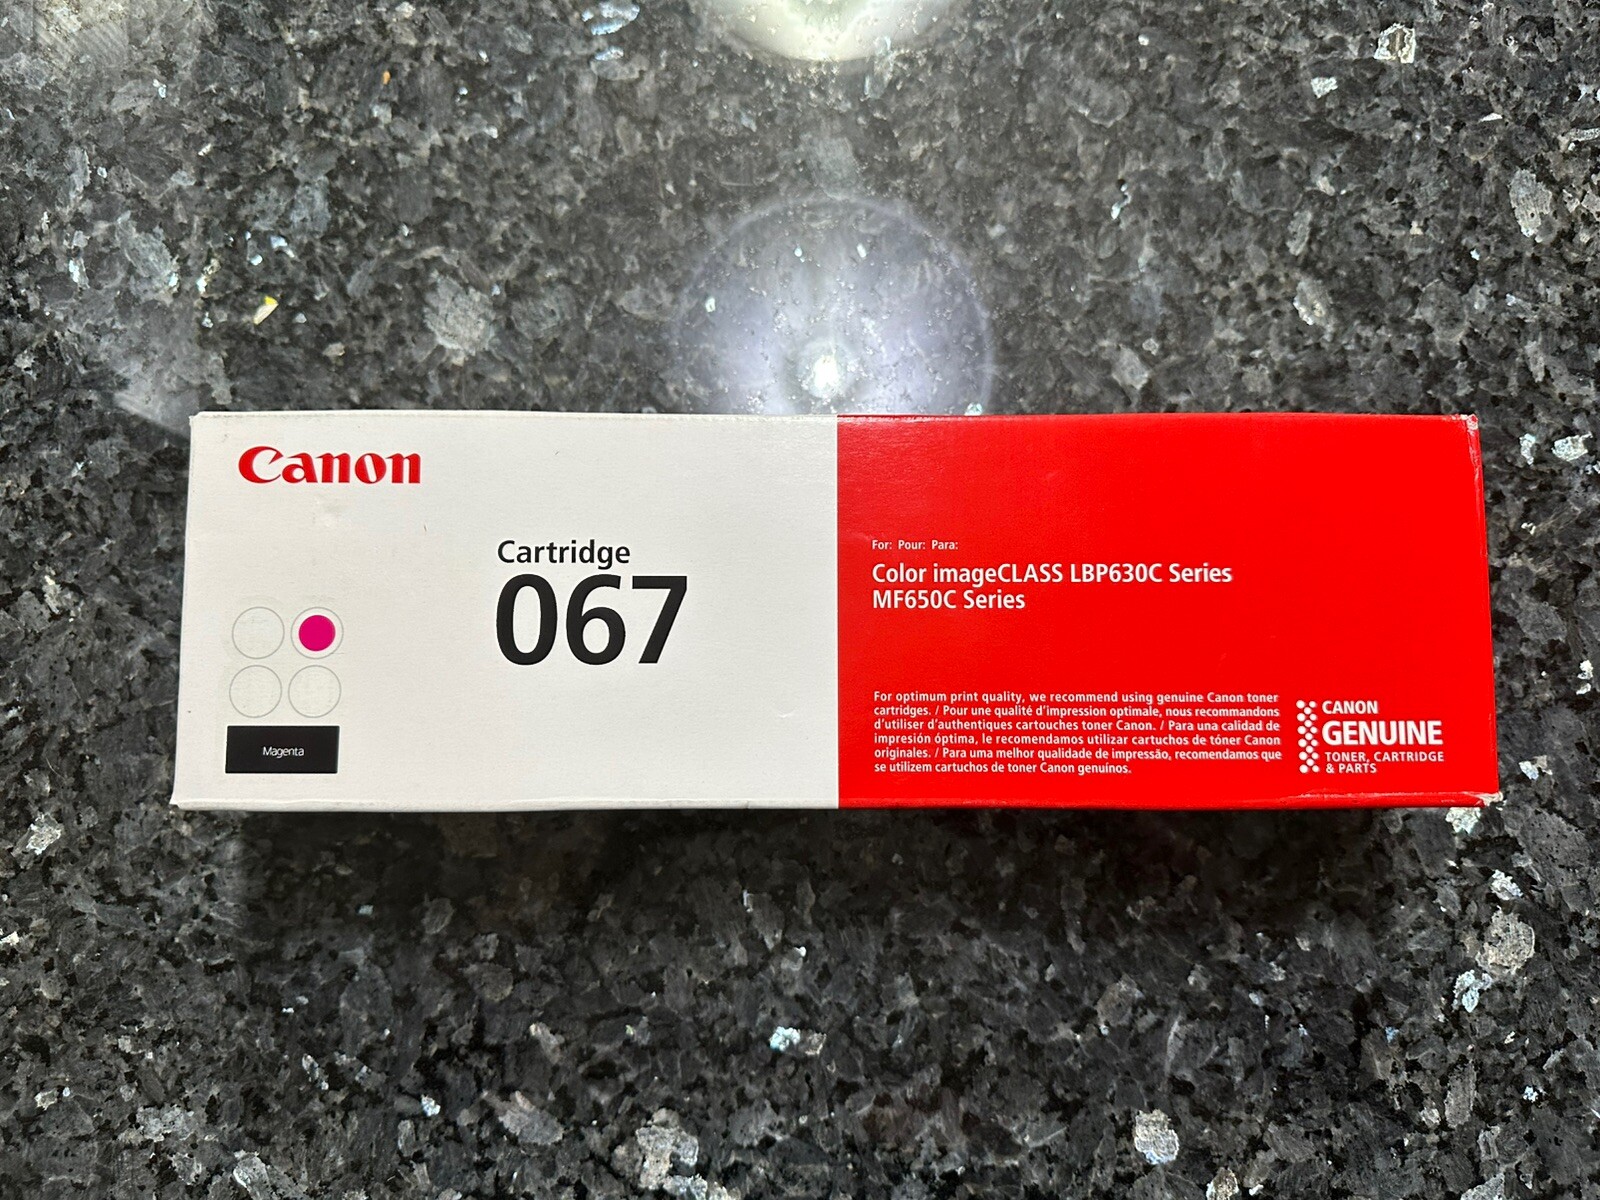 Canon
Cartridge
067
Magenta
For: Pour: Para:
Color imageCLASS LBP630C Series
MF650C Series
For optimum print quality, we recommend using genuine Canon toner
cartridges. / Pour une qualité d'impression optimale, nous recommandons
d'utiliser d'authentiques cartouches toner Canon. / Para una calidad de
impresión óptima, le recomendamos utilizar cartuchos de tóner Canon
originales. / Para uma melhor qualidade de impressão, recomendamos que
se utilizem cartuchos de toner Canon genuínos.
CANON
GENUINE
TONER, CARTRIDGE
& PARTS